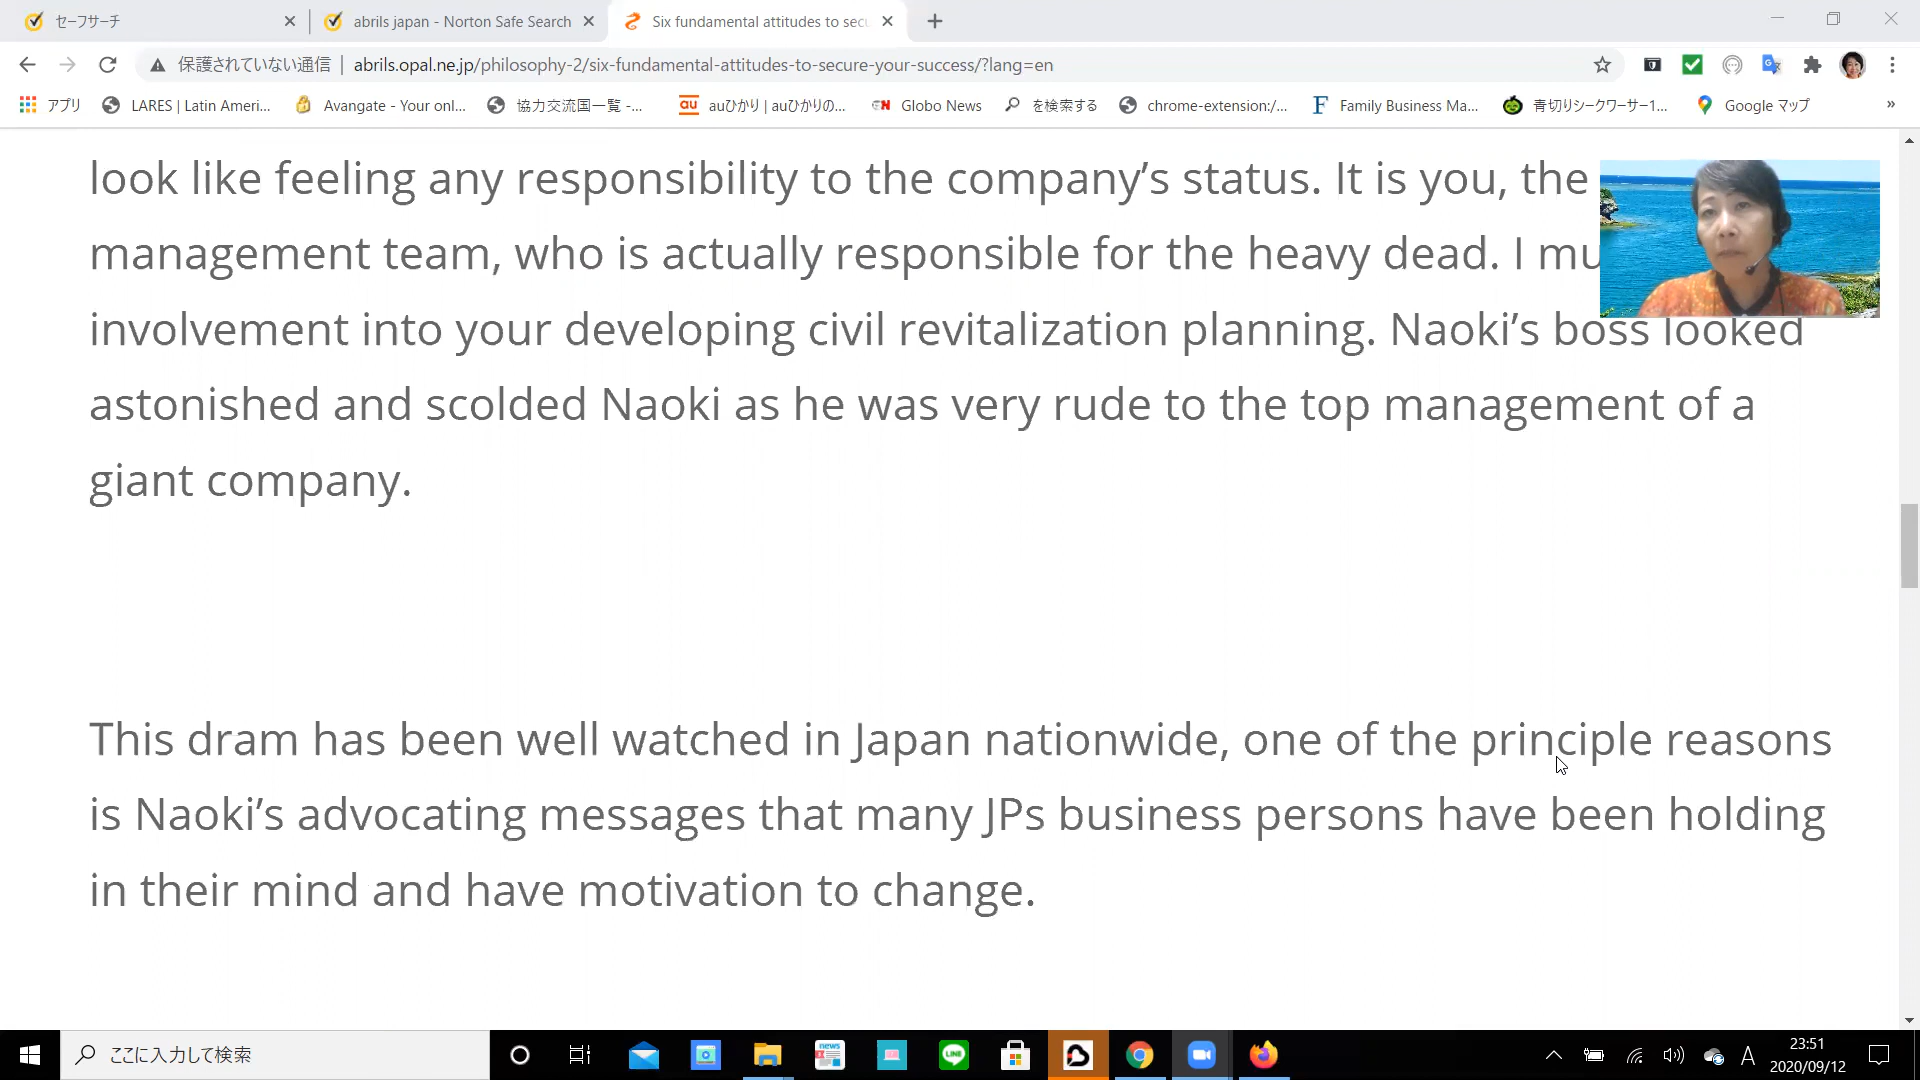 セーフサーチ
abrils japan - Norton Safe Search
Six fundamental attitudes to secu
保護されていない通信 | abrils.opal.ne.jp/philosophy-2/six-fundamental-attitudes-to-secure-your-success/?lang=en
アプリ LARES | Latin Ameri... Avangate - Your onl... 協力交流国一覧 -... au auひかり | auひかりの... Globo News を検索する chrome-extension:/... Family Business Ma... 青切りシークワーサー1... Google マップ »
look like feeling any responsibility to the company’s status. It is you, the
management team, who is actually responsible for the heavy dead. I mu
involvement into your developing civil revitalization planning. Naoki’s boss looked
astonished and scolded Naoki as he was very rude to the top management of a
giant company.
This dram has been well watched in Japan nationwide, one of the principle reasons
is Naoki’s advocating messages that many JPs business persons have been holding
in their mind and have motivation to change.
ここに入力して検索
news
LINE
A
23:51
2020/09/12